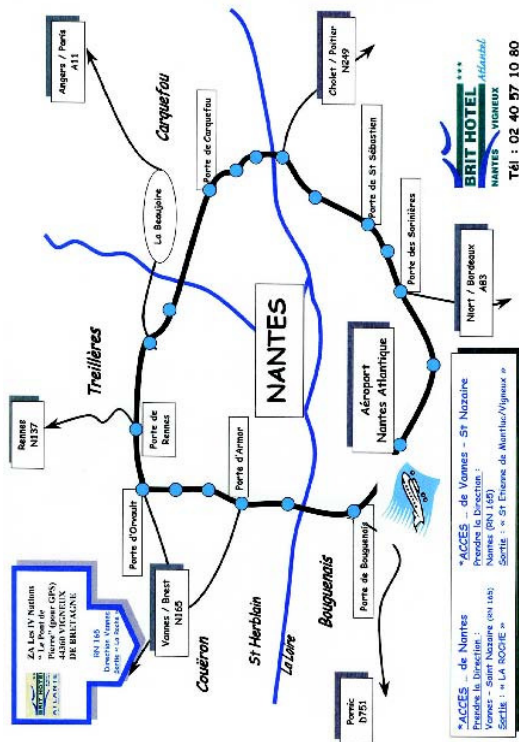 BRIT HOTEL
ATLANTEL
ZA Les IV Nations
" Le Pont de
Pierre" (pour GPS)
44360 VIGNEUX
DE BRETAGNE
RN 165
Direction Vannes
Sortie « La Roche »
Rennes
N137
Angers / Paris
A11
Treillères
Carquefou
La Beaujoire
Porte de Carquefou
Porte de
Rennes
Porte d'Orvault
Vannes / Brest
N165
Porte d'Armor
Couëron
St Herblain
La Loire
NANTES
Cholet / Poitier
N249
Bouguenais
Porte de Bouguenais
Aéroport
Nantes Atlantique
Porte de St Sébastien
Porte des Sorinières
Pornic
D751
Niort / Bordeaux
A83
*ACCES … de Nantes
Prendre la Direction :
Vannes - Saint Nazaire (RN 165)
Sortie : « LA ROCHE »
*ACCES … de Vannes - St Nazaire
Prendre la Direction :
Nantes (RN 165)
Sortie : « St Etienne de Montluc/Vigneux »
BRIT HOTEL ***
Atlantel
NANTES VIGNEUX
Tél : 02 40 57 10 80